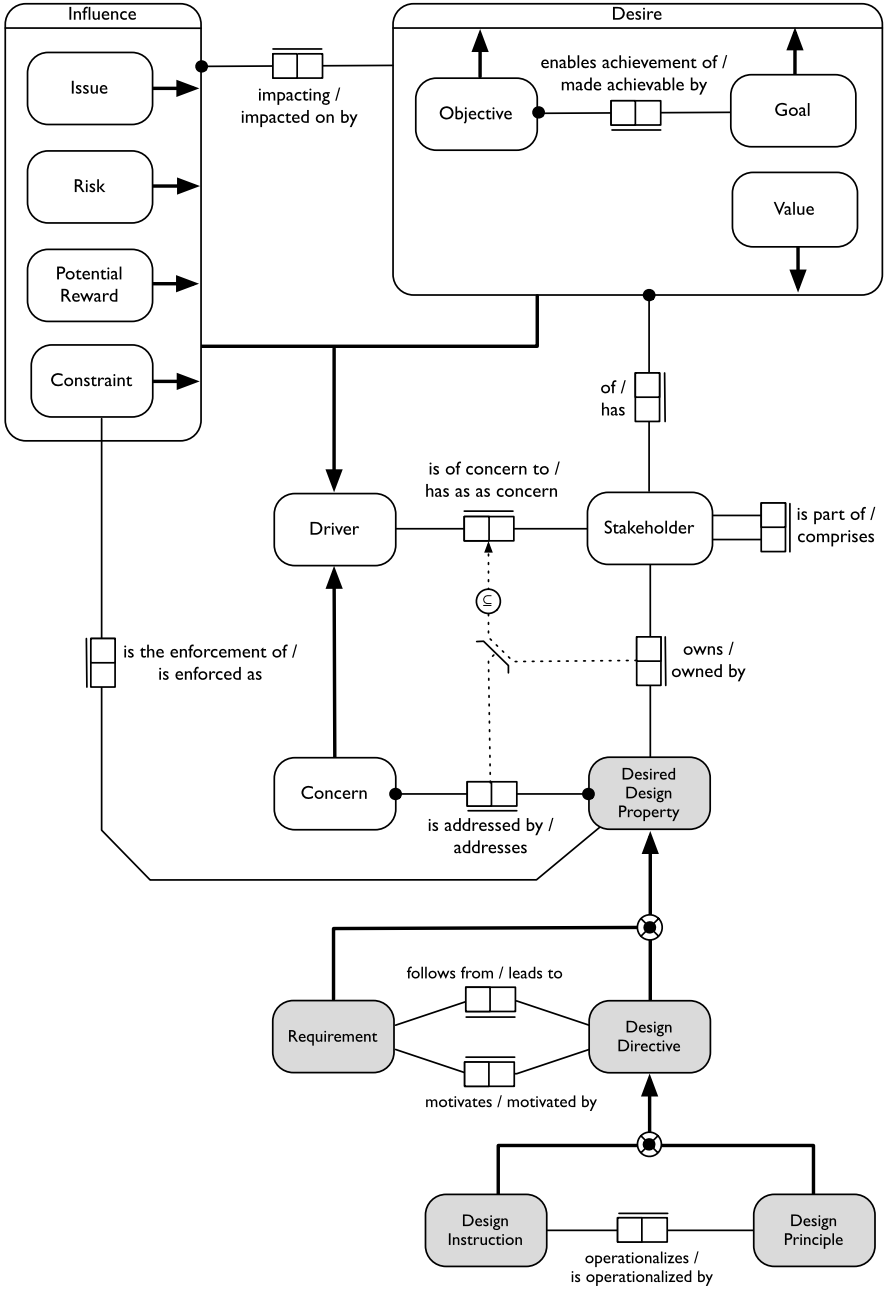 Influence
Desire
Issue
impacting /
impacted on by
Objective
enables achievement of /
made achievable by
Goal
Risk
Value
Potential
Reward
Constraint
of /
has
is of concern to /
has as as concern
Driver
Stakeholder
is part of /
comprises
⊆
is the enforcement of /
is enforced as
owns /
owned by
Concern
is addressed by /
addresses
Desired
Design
Property
follows from / leads to
Requirement
Design
Directive
motivates / motivated by
Design
Instruction
operationalizes /
is operationalized by
Design
Principle